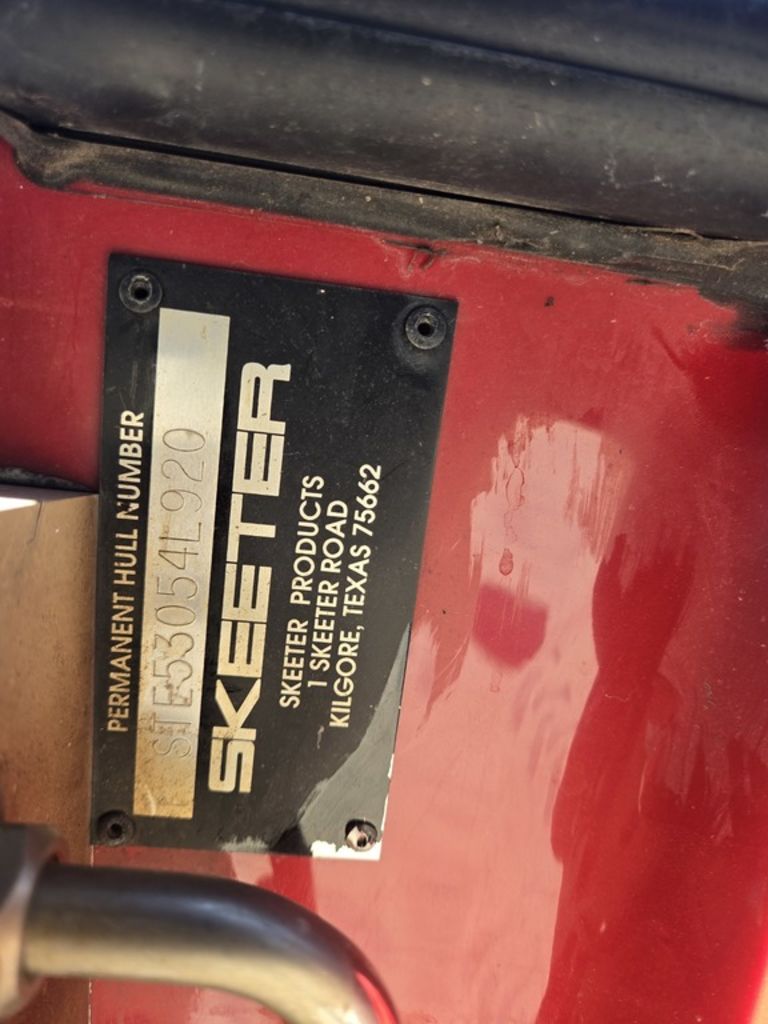 PERMANENT HULL NUMBER
STE53054L920
SKEETER
SKEETER PRODUCTS
1 SKEETER ROAD
KILGORE, TEXAS 75662